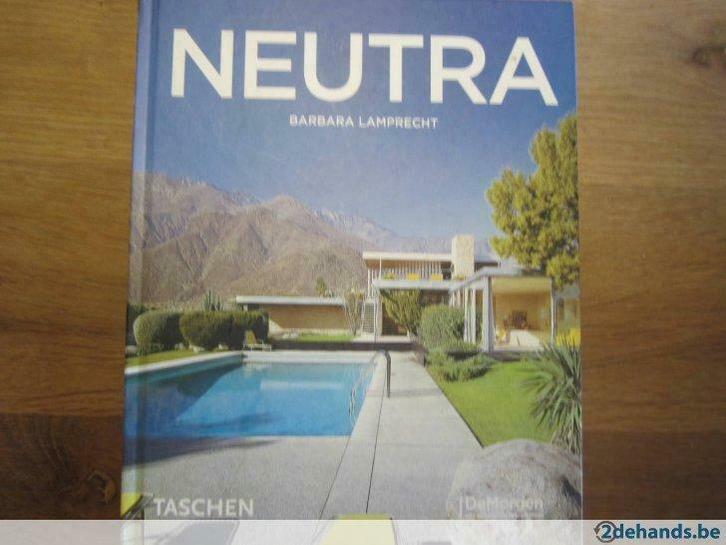 NEUTRA
BARBARA LAMPRECHT
TASCHEN
DeMorgen
2dehands.be